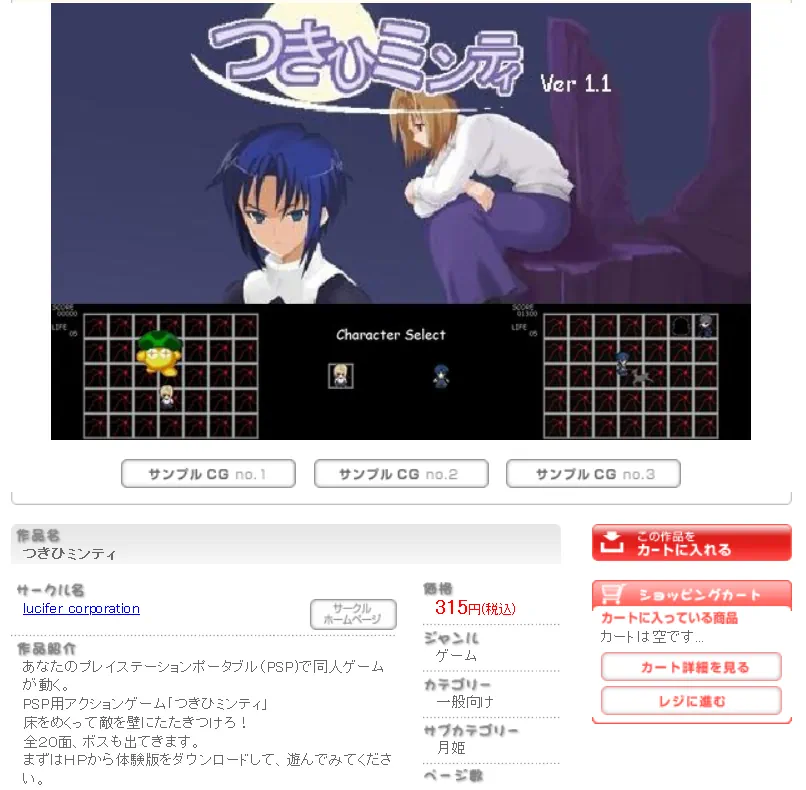 つきひミンティ
Ver 1.1
SCORE
00000
LIFE
05
Character Select
SCORE
01300
LIFE
05
サンプルCG no.1
サンプルCG no.2
サンプルCG no.3
作品名
つきひミンティ
この作品を
カートに入れる
サークル名
lucifer corporation
サークル
ホームページ
価格
315円(税込)
ショッピングカート
カートに入っている商品
カートは空です...
カート詳細を見る
レジに進む
作品紹介
あなたのプレイステーションポータブル(PSP)で同人ゲーム
が動く。
PSP用アクションゲーム「つきひミンティ」
床をめくって敵を壁にたたきつけろ!
全20面、ボスも出てきます。
まずはHPから体験版をダウンロードして、遊んでみてくださ
い。
ジャンル
ゲーム
カテゴリー
一般向け
サブカテゴリー
月姫
ページ数